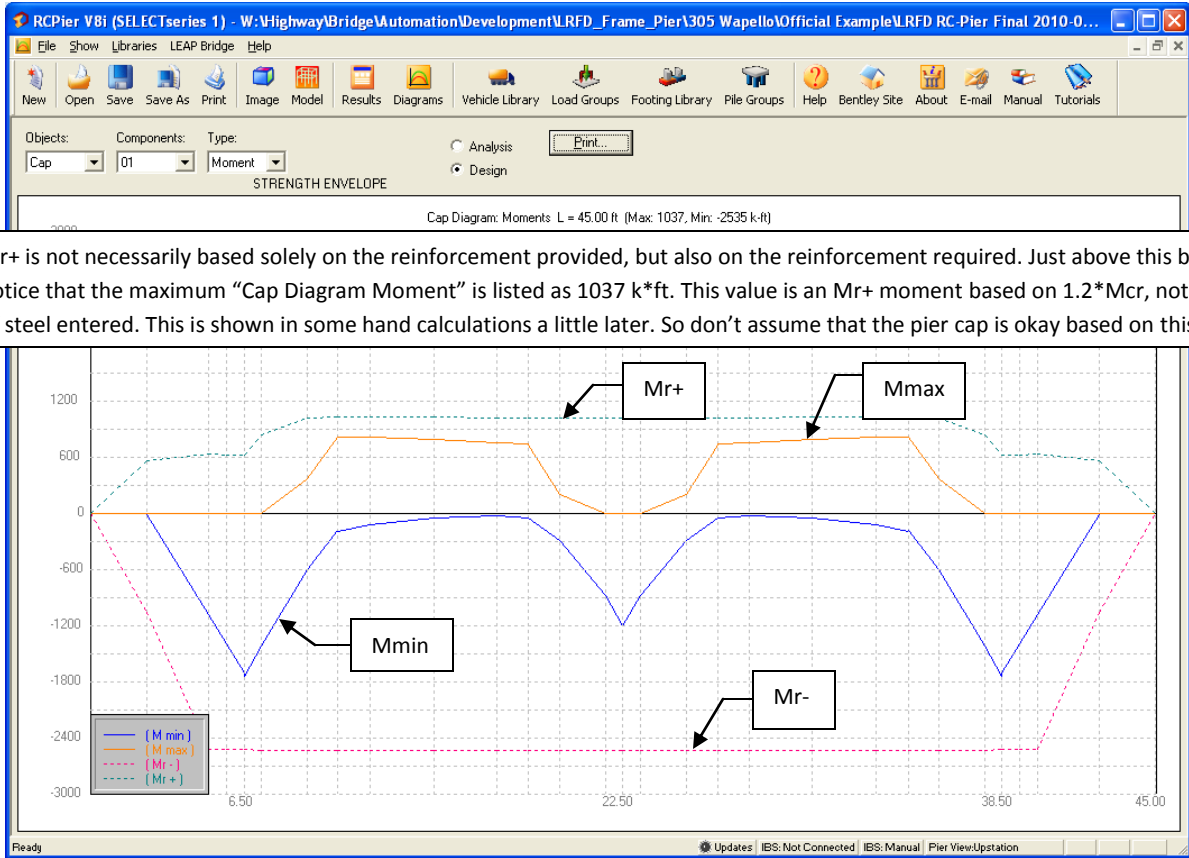 RCPier V8i (SELECTseries 1) - W:\Highway\Bridge\Automation\Development\LRFD_Frame_Pier\305 Wapello\Official Example\LRFD RC-Pier Final 2010-0...
File Show Libraries LEAP Bridge Help
New Open Save Save As Print Image Model Results Diagrams Vehicle Library Load Groups Footing Library Pile Groups Help Bentley Site About E-mail Manual Tutorials
Objects: Components: Type:
Cap 01 Moment
Analysis
Design
Print...
STRENGTH ENVELOPE
Cap Diagram: Moments L = 45.00 ft (Max: 1037, Min: -2535 k-ft)
r+ is not necessarily based solely on the reinforcement provided, but also on the reinforcement required. Just above this b
otice that the maximum “Cap Diagram Moment” is listed as 1037 k*ft. This value is an Mr+ moment based on 1.2*Mcr, not
steel entered. This is shown in some hand calculations a little later. So don’t assume that the pier cap is okay based on this
Mr+
Mmax
1200
600
0
-600
-1200
Mmin
-1800
Mr-
-2400
( M min )
( M max )
( Mr - )
( Mr + )
-3000
6.50 22.50 38.50 45.00
Ready
Updates IBS: Not Connected IBS: Manual Pier View:Upstation